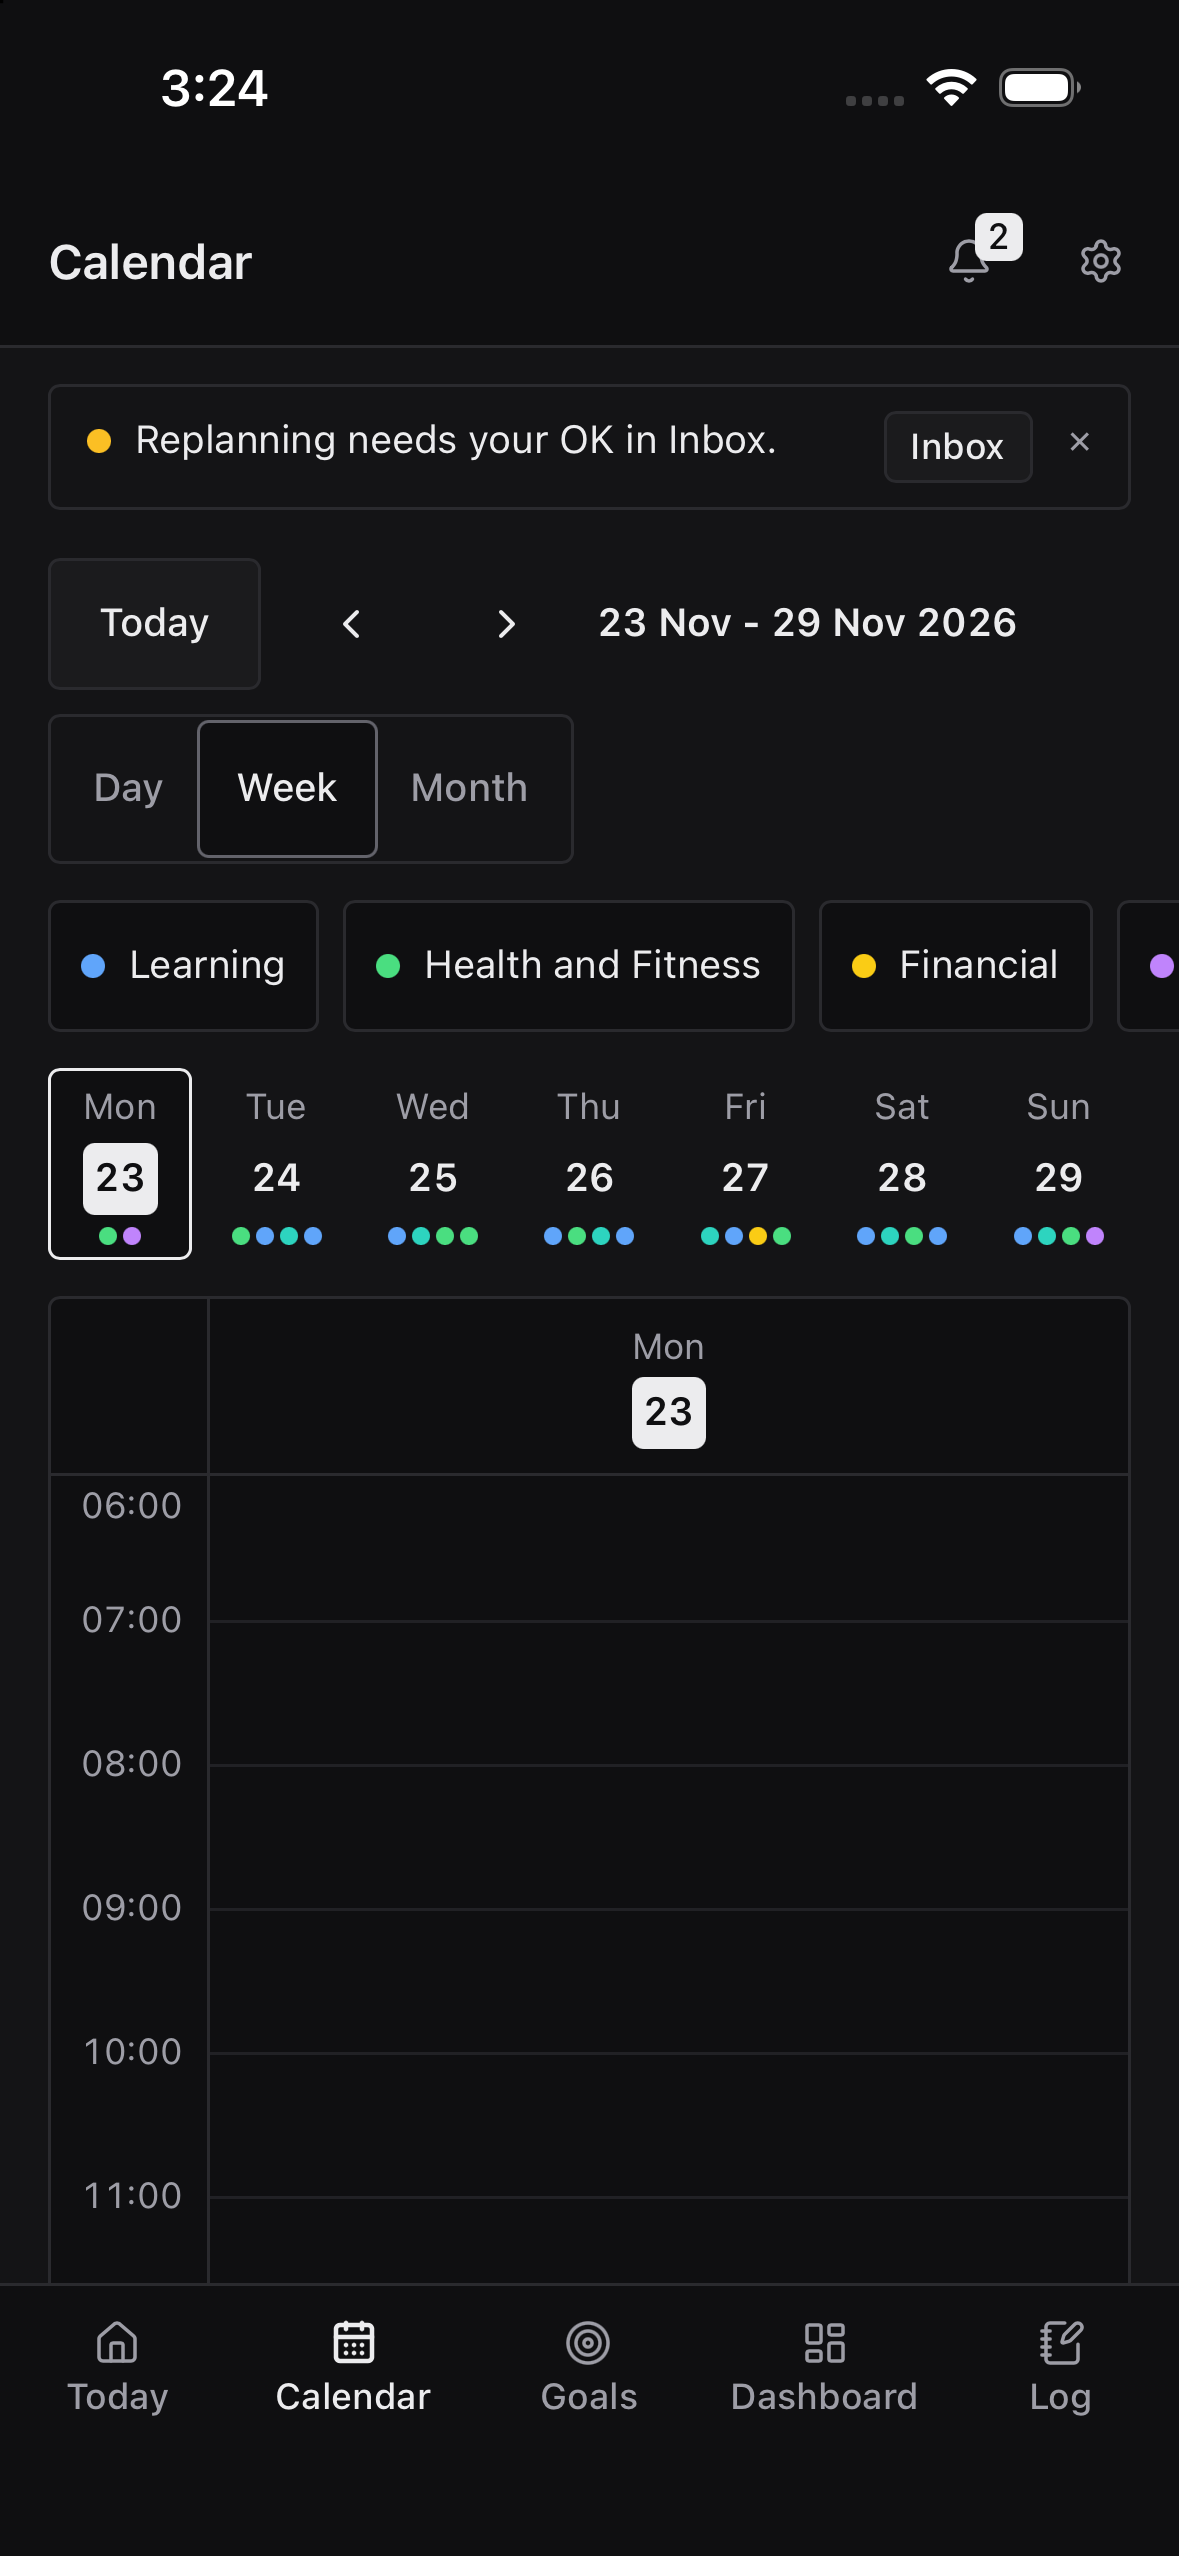 3:24
Calendar
2
Replanning needs your OK in Inbox.
Inbox
Today
23 Nov - 29 Nov 2026
Day
Week
Month
Learning
Health and Fitness
Financial
Mon
Tue
Wed
Thu
Fri
Sat
Sun
23
24
25
26
27
28
29
Mon
23
06:00
07:00
08:00
09:00
10:00
11:00
Today
Calendar
Goals
Dashboard
Log